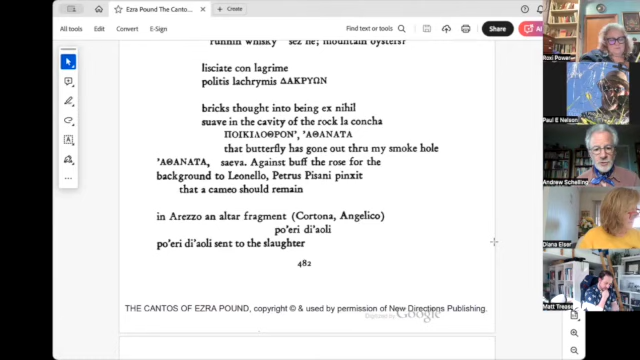 Ezra Pound The Cantos OF E...
+ Create
All tools
Edit
Convert
E-Sign
Find text or tools
Share
runnin whisky" sez he; mountain oysters?
lisciate con lagrime
politis lachrymis ΔΑΚΡΥΩΝ
bricks thought into being ex nihil
suave in the cavity of the rock la concha
ΠΟΙΚΙΛΟΘΡΟΝ', 'ΑΘΑΝΑΤΑ
that butterfly has gone out thru my smoke hole
'ΑΘΑΝΑΤΑ, saeva. Against buff the rose for the
background to Leonello, Petrus Pisani pinxit
that a cameo should remain
in Arezzo an altar fragment (Cortona, Angelico)
po'eri di'aoli
po'eri di'aoli sent to the slaughter
482
THE CANTOS OF EZRA POUND, copyright © & used by permission of New Directions Publishing.
Digitized by Google
Roxi Power
Paul E Nelson
Andrew Schelling
Diana Elser